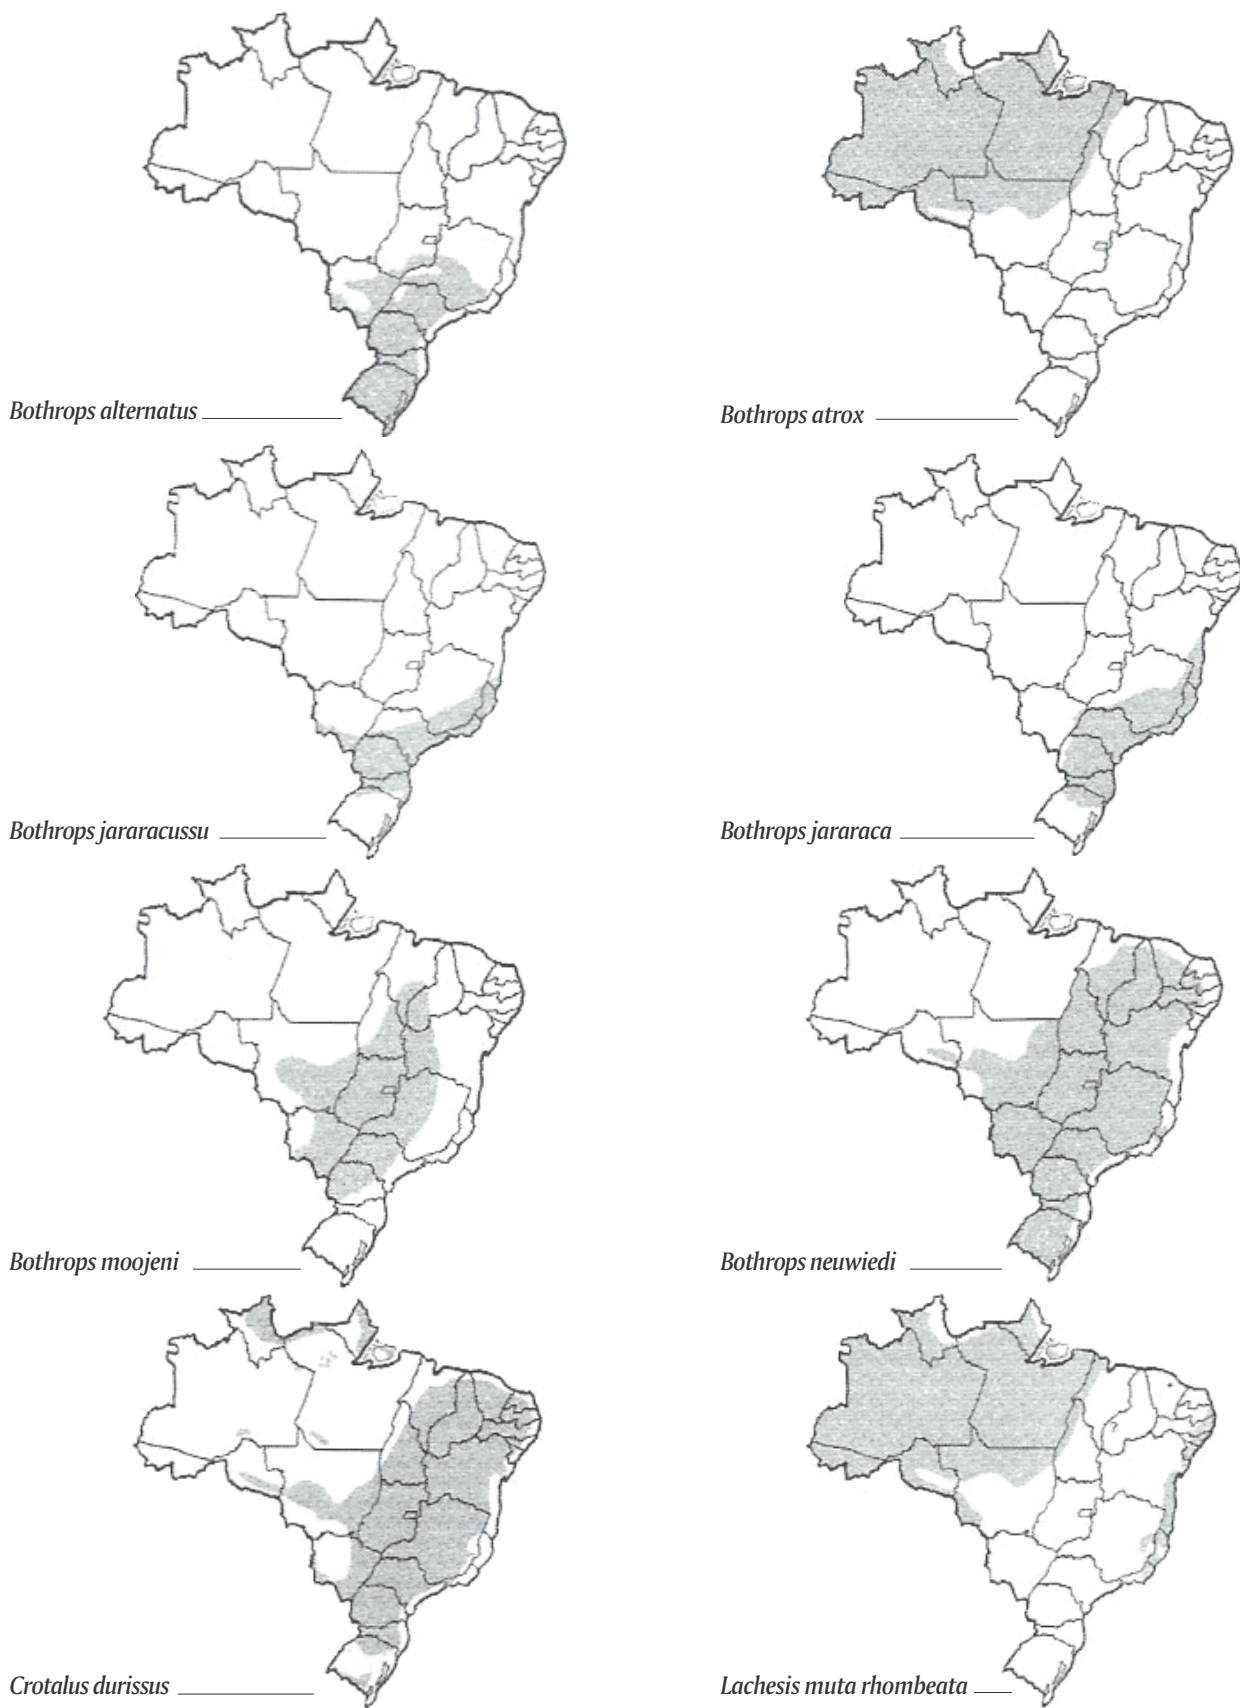 Bothrops alternatus
Bothrops atrox
Bothrops jararacussu
Bothrops jararaca
Bothrops moojeni
Bothrops neuwiedi
Crotalus durissus
Lachesis muta rhombeata